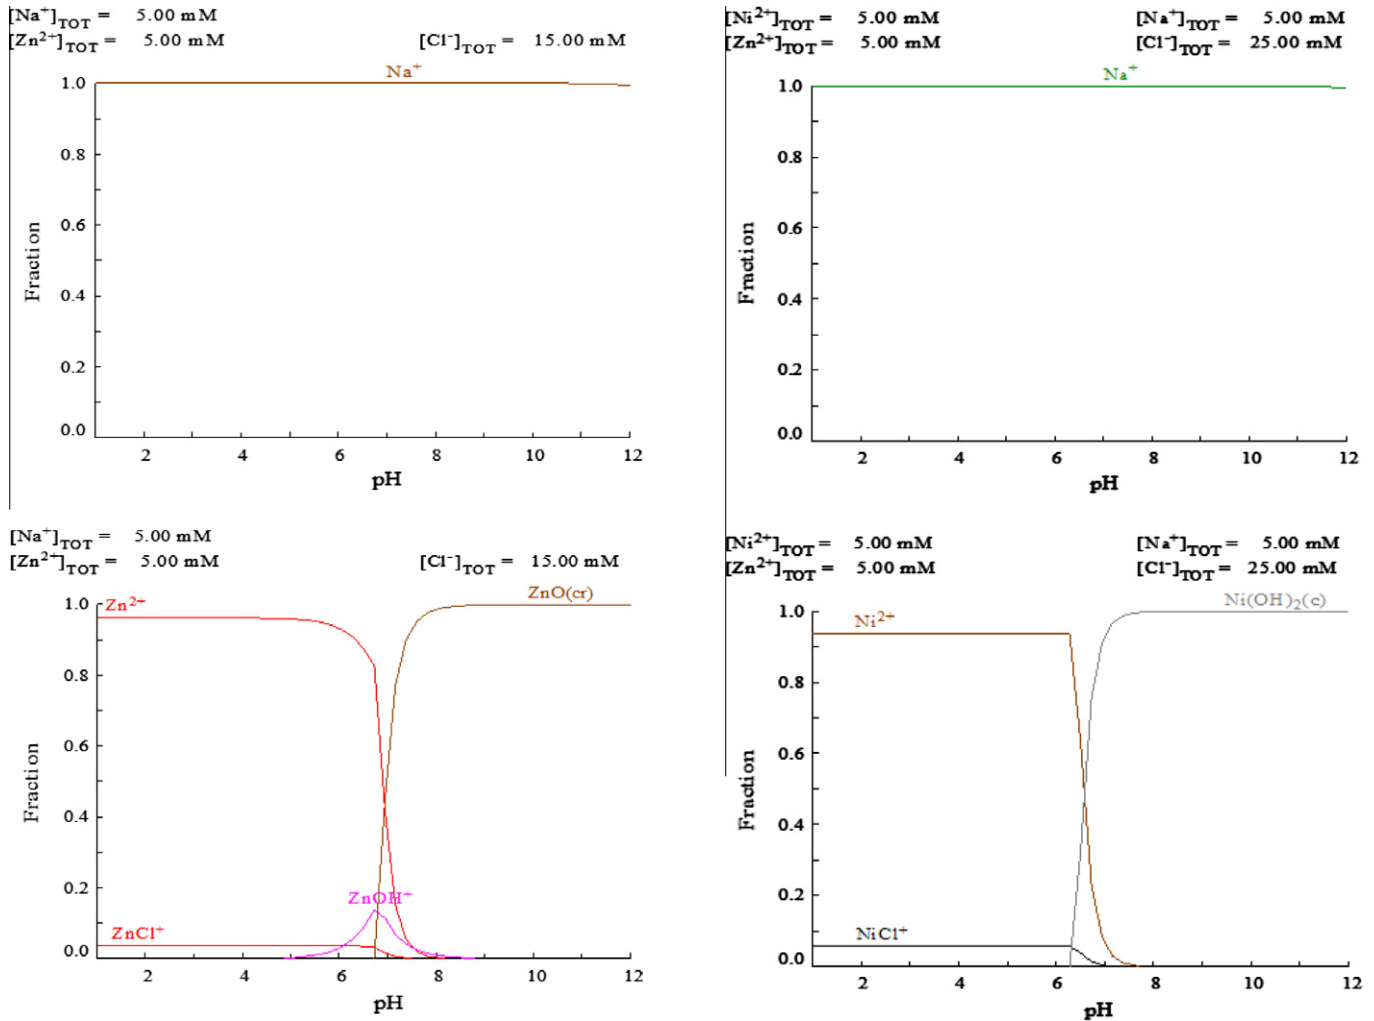 [Na⁺]TOT = 5.00 mM
[Zn²⁺]TOT = 5.00 mM [Cl⁻]TOT = 15.00 mM
Na⁺
1.0
0.8
0.6
0.4
0.2
0.0
Fraction
2 4 6 8 10 12
pH
[Ni²⁺]TOT = 5.00 mM [Na⁺]TOT = 5.00 mM
[Zn²⁺]TOT = 5.00 mM [Cl⁻]TOT = 25.00 mM
Na⁺
1.0
0.8
0.6
0.4
0.2
0.0
Fraction
2 4 6 8 10 12
pH
[Na⁺]TOT = 5.00 mM
[Zn²⁺]TOT = 5.00 mM [Cl⁻]TOT = 15.00 mM
ZnO(cr)
1.0 Zn²⁺
0.8
0.6
0.4
0.2
ZnOH⁺
ZnCl⁺
0.0
Fraction
2 4 6 8 10 12
pH
[Ni²⁺]TOT = 5.00 mM [Na⁺]TOT = 5.00 mM
[Zn²⁺]TOT = 5.00 mM [Cl⁻]TOT = 25.00 mM
Ni(OH)₂(c)
1.0
Ni²⁺
0.8
0.6
0.4
0.2
NiCl⁺
0.0
Fraction
2 4 6 8 10 12
pH